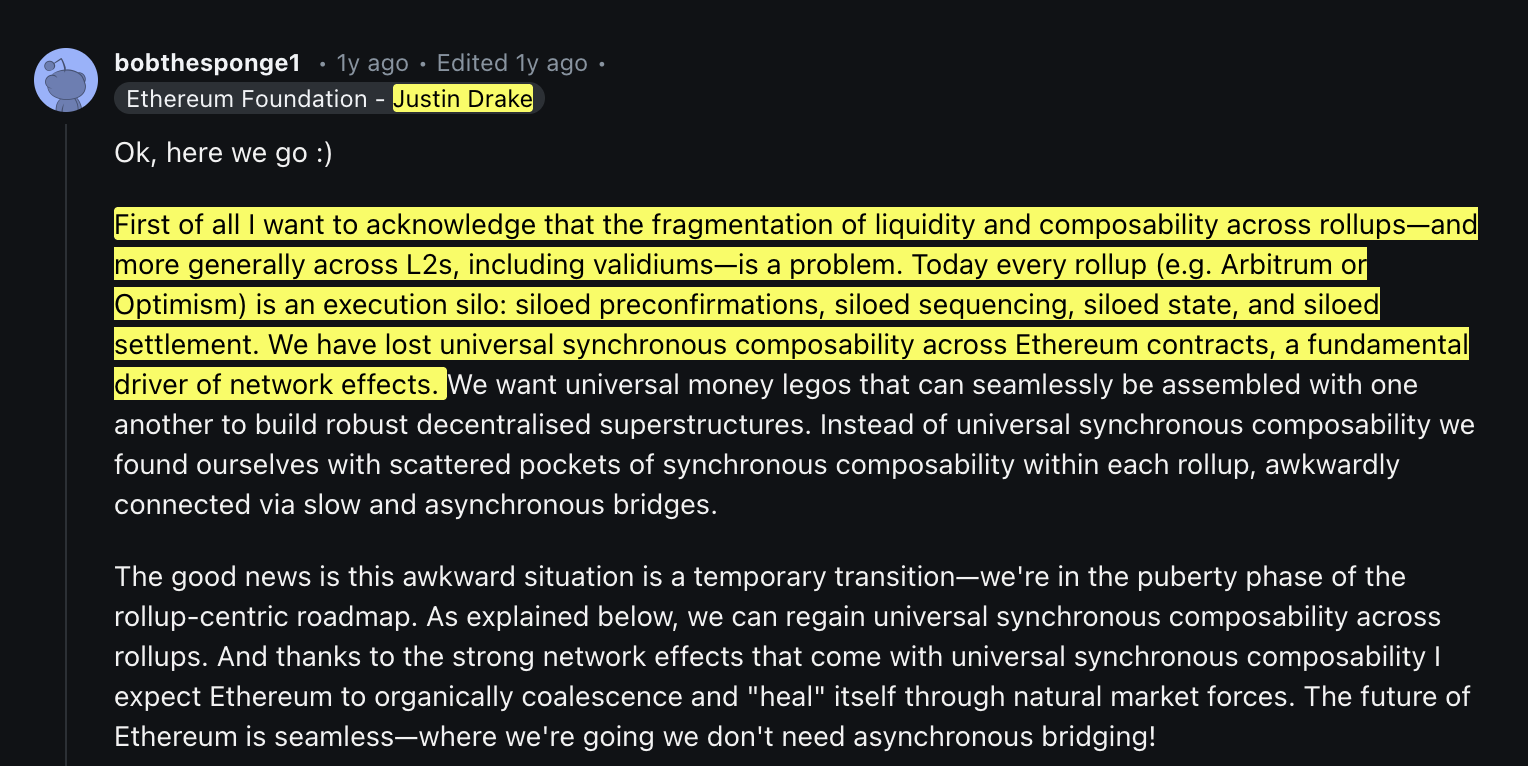 bobthesponge1 • 1y ago • Edited 1y ago •
Ethereum Foundation - Justin Drake
Ok, here we go :)
First of all I want to acknowledge that the fragmentation of liquidity and composability across rollups—and
more generally across L2s, including validiums—is a problem. Today every rollup (e.g. Arbitrum or
Optimism) is an execution silo: siloed preconfirmations, siloed sequencing, siloed state, and siloed
settlement. We have lost universal synchronous composability across Ethereum contracts, a fundamental
driver of network effects. We want universal money legos that can seamlessly be assembled with one
another to build robust decentralised superstructures. Instead of universal synchronous composability we
found ourselves with scattered pockets of synchronous composability within each rollup, awkwardly
connected via slow and asynchronous bridges.
The good news is this awkward situation is a temporary transition—we're in the puberty phase of the
rollup-centric roadmap. As explained below, we can regain universal synchronous composability across
rollups. And thanks to the strong network effects that come with universal synchronous composability I
expect Ethereum to organically coalescence and "heal" itself through natural market forces. The future of
Ethereum is seamless—where we're going we don't need asynchronous bridging!